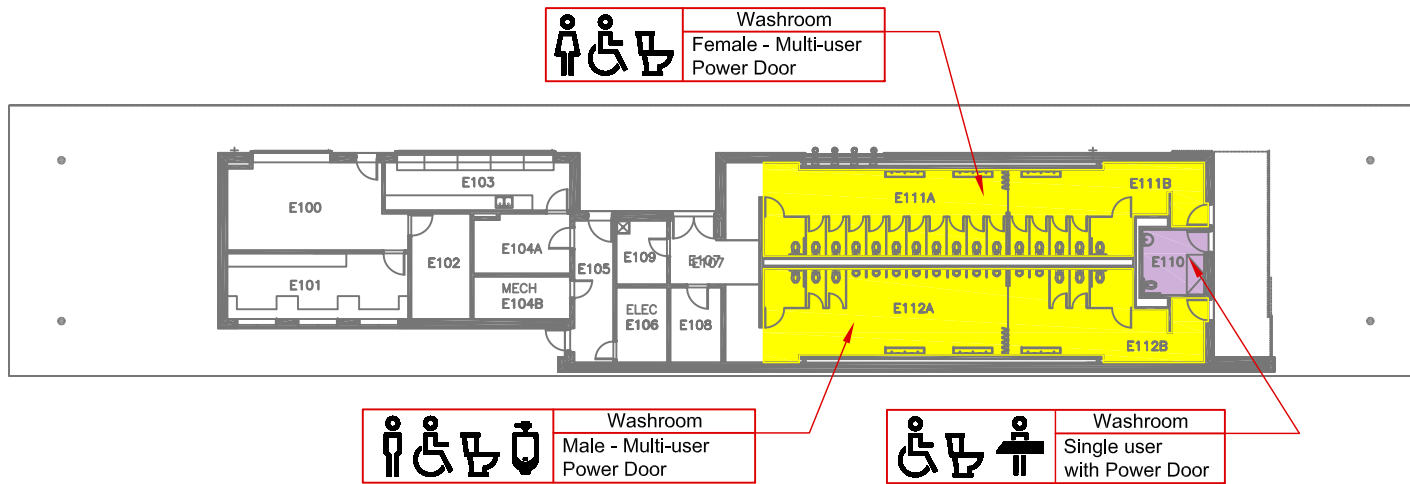 Washroom
Female - Multi-user
Power Door
E103
E111B
E111A
E100
E104A
E102
E105
E109
E107
E110
E101
MECH
E104B
ELEC
E106
E108
E112A
E112B
Washroom
Male - Multi-user
Power Door
Washroom
Single user
with Power Door